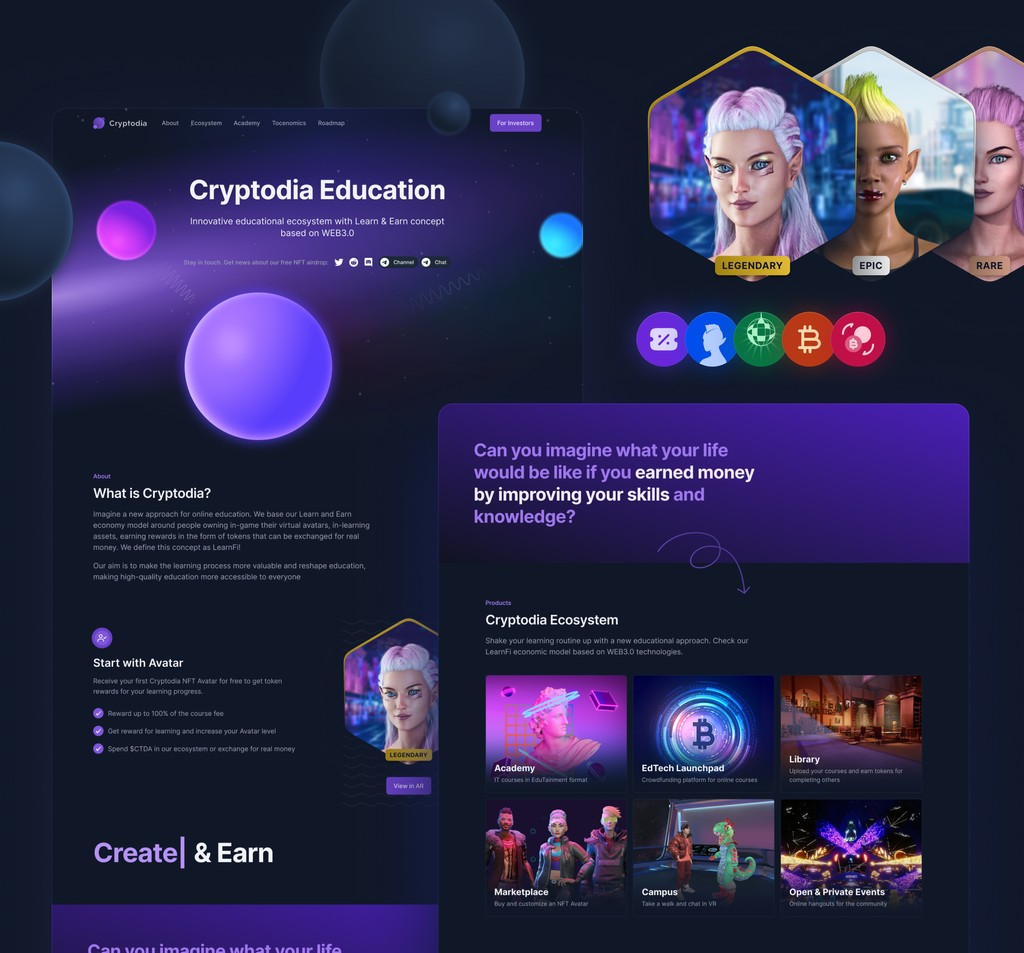 Cryptodia
About
Ecosystem
Academy
Tocenomics
Roadmap
For Investors
Cryptodia Education
Innovative educational ecosystem with Learn & Earn concept
based on WEB3.0
Stay in touch. Get news about our free NFT airdrop:
Channel
Chat
About
What is Cryptodia?
Imagine a new approach for online education. We base our Learn and Earn
economy model around people owning in-game their virtual avatars, in-learning
assets, earning rewards in the form of tokens that can be exchanged for real
money. We define this concept as LearnFi!
Our aim is to make the learning process more valuable and reshape education,
making high-quality education more accessible to everyone
Start with Avatar
Receive your first Cryptodia NFT Avatar for free to get token
rewards for your learning progress.
Reward up to 100% of the course fee
Get reward for learning and increase your Avatar level
Spend $CTDA in our ecosystem or exchange for real money
LEGENDARY
View in AR
Create| & Earn
Can you imagine what your life
LEGENDARY
EPIC
RARE
Can you imagine what your life
would be like if you earned money
by improving your skills and
knowledge?
Products
Cryptodia Ecosystem
Shake your learning routine up with a new educational approach. Check our
LearnFi economic model based on WEB3.0 technologies.
Academy
IT courses in EduTainment format
EdTech Launchpad
Crowdfunding platform for online courses
Library
Upload your courses and earn tokens for
completing others
Marketplace
Buy and customize an NFT Avatar
Campus
Take a walk and chat in VR
Open & Private Events
Online hangouts for the community